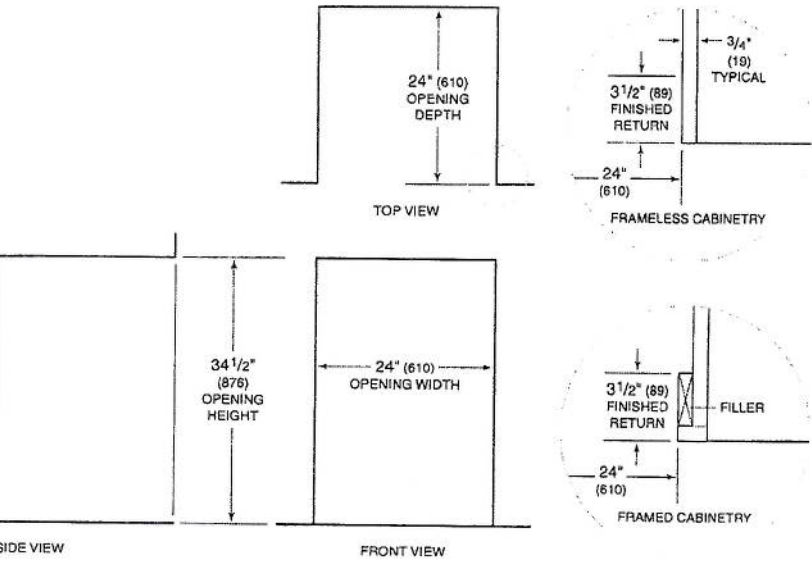 24" (610)
OPENING
DEPTH
TOP VIEW
3/4"
(19)
TYPICAL
3 1/2" (89)
FINISHED
RETURN
24"
(610)
FRAMELESS CABINETRY
34 1/2"
(876)
OPENING
HEIGHT
SIDE VIEW
24" (610)
OPENING WIDTH
FRONT VIEW
3 1/2" (89)
FINISHED
RETURN
FILLER
24"
(610)
FRAMED CABINETRY